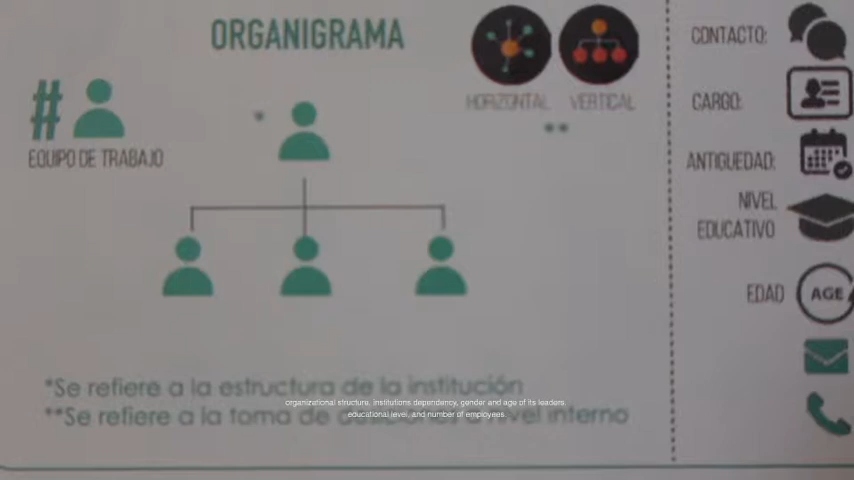 ORGANIGRAMA
#
EQUIPO DE TRABAJO
*
HORIZONTAL
VERTICAL
**
CONTACTO:
CARGO:
ANTIGUEDAD:
NIVEL
EDUCATIVO
EDAD
AGE
*Se refiere a la estructura de la institución
**Se refiere a la toma de a nivel interno
organizational structure, institutions dependency, gender and age of its leaders,
educational level, and number of employees.